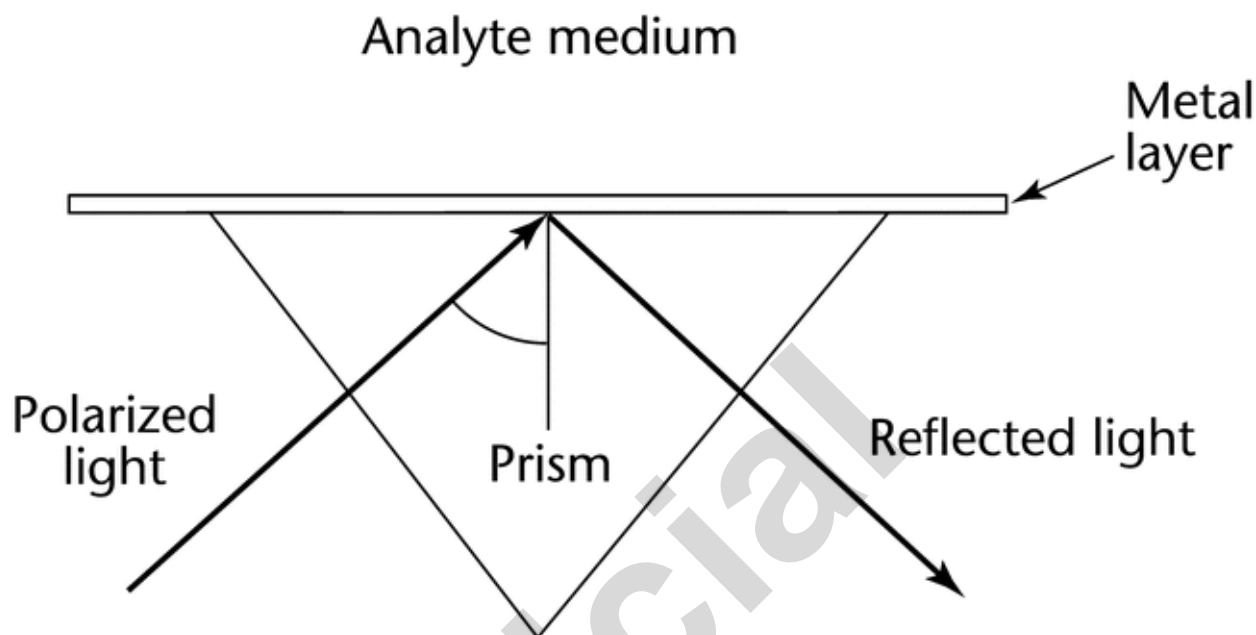 Analyte medium
Metal
layer
Polarized
light
Prism
Reflected light